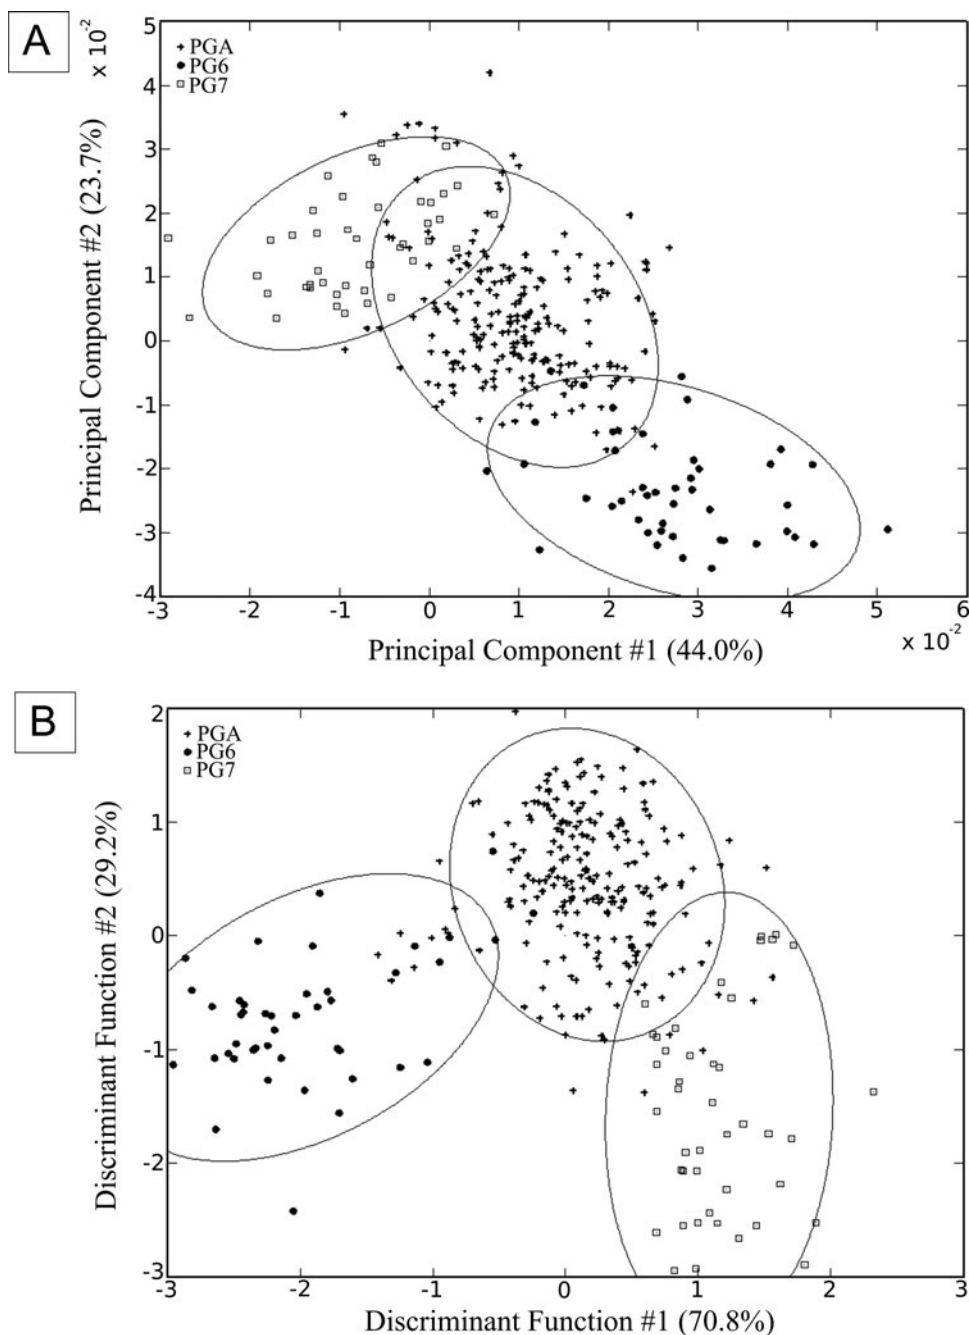 A
x 10⁻²
5
4
3
2
1
0
-1
-2
-3
-4
PGA
PG6
PG7
Principal Component #2 (23.7%)
-3 -2 -1 0 1 2 3 4 5 6
Principal Component #1 (44.0%)
x 10⁻²
B
2
1
0
-1
-2
-3
PGA
PG6
PG7
Discriminant Function #2 (29.2%)
-3 -2 -1 0 1 2 3
Discriminant Function #1 (70.8%)